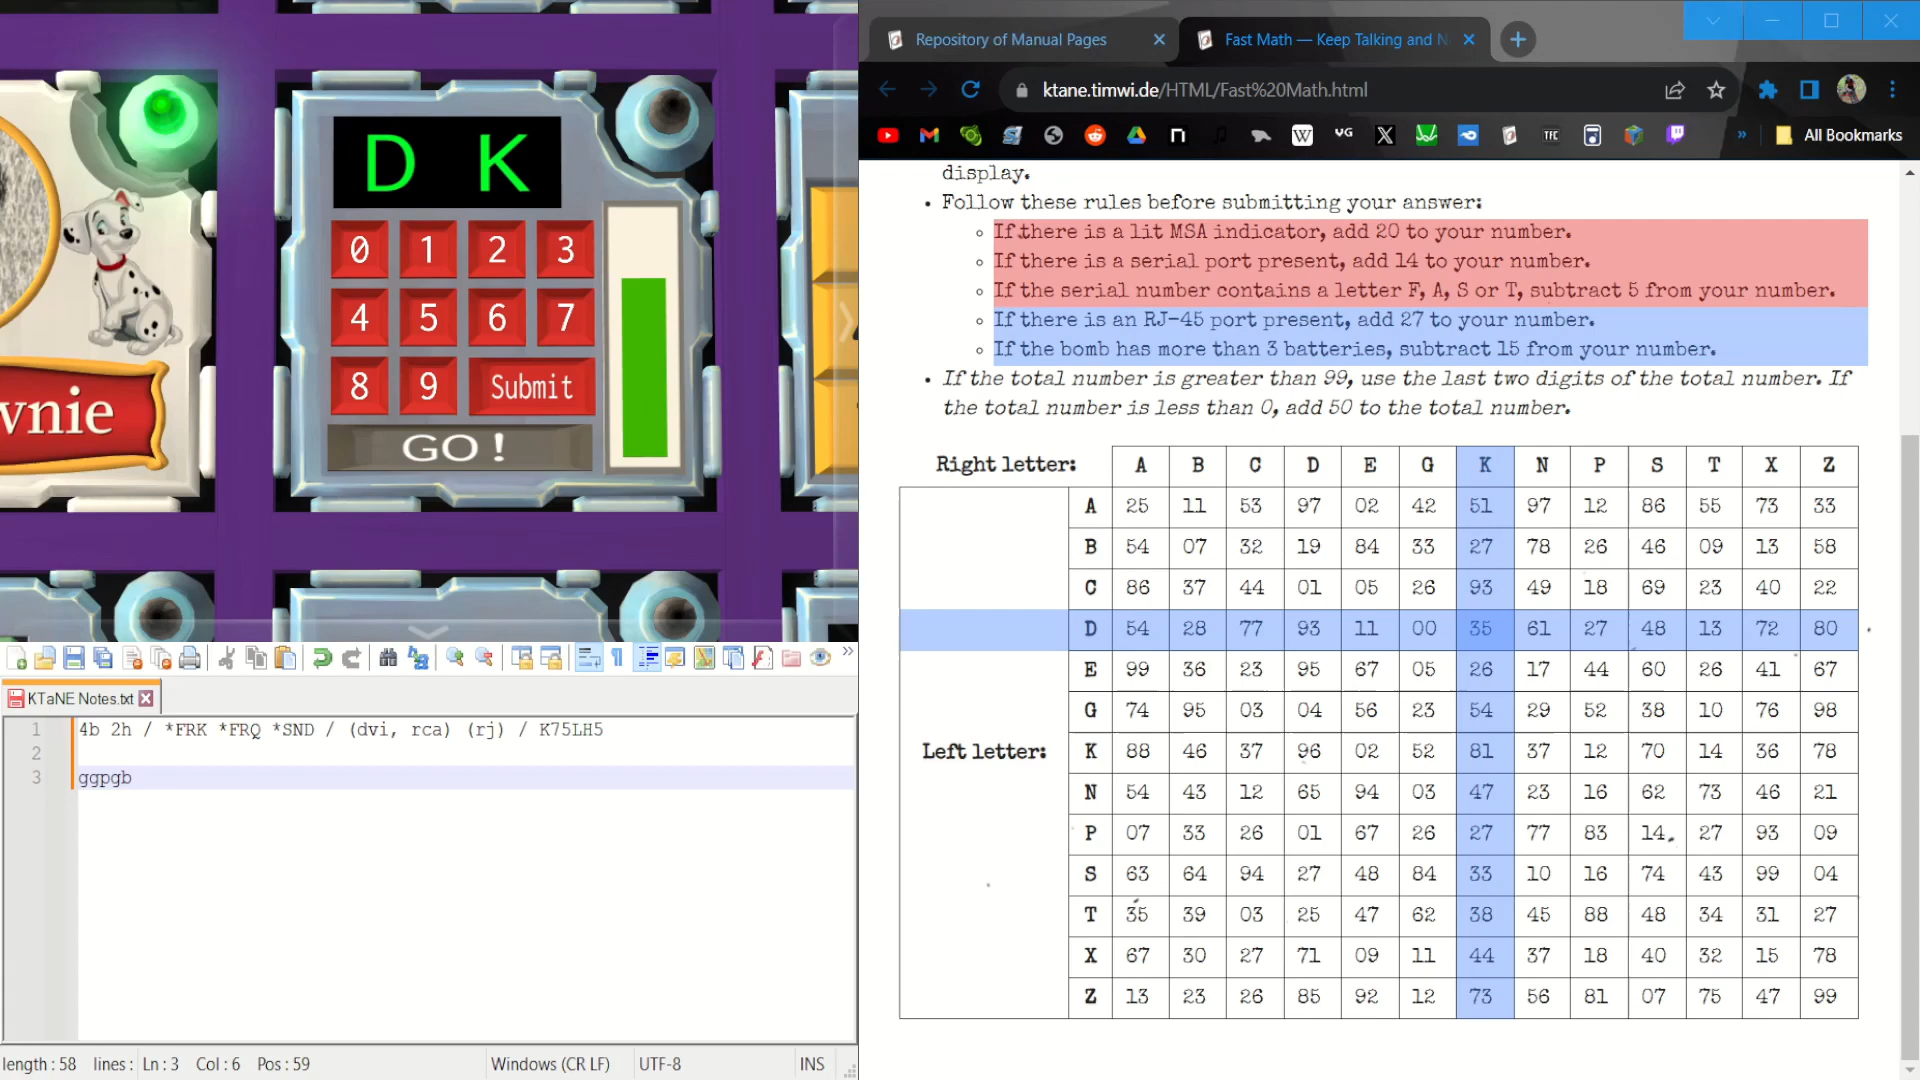 Repository of Manual Pages
Fast Math — Keep Talking and N
ktane.timwi.de/HTML/Fast%20Math.html
All Bookmarks
D K
0 1 2 3
4 5 6 7
8 9 Submit
GO !
wnie
display.
Follow these rules before submitting your answer:
If there is a lit MSA indicator, add 20 to your number.
If there is a serial port present, add 14 to your number.
If the serial number contains a letter F, A, S or T, subtract 5 from your number.
If there is an RJ-45 port present, add 27 to your number.
If the bomb has more than 3 batteries, subtract 15 from your number.
If the total number is greater than 99, use the last two digits of the total number. If
the total number is less than 0, add 50 to the total number.
Right letter: A B C D E G K N P S T X Z
A 25 11 53 97 02 42 51 97 12 86 55 73 33
B 54 07 32 19 84 33 27 78 26 46 09 13 58
C 86 37 44 01 05 26 93 49 18 69 23 40 22
D 54 28 77 93 11 00 35 61 27 48 13 72 80
E 99 36 23 95 67 05 26 17 44 60 26 41 67
G 74 95 03 04 56 23 54 29 52 38 10 76 98
Left letter: K 88 46 37 96 02 52 81 37 12 70 14 36 78
N 54 43 12 65 94 03 47 23 16 62 73 46 21
P 07 33 26 01 67 26 27 77 83 14 27 93 09
S 63 64 94 27 48 84 33 10 16 74 43 99 04
T 35 39 03 25 47 62 38 45 88 48 34 31 27
X 67 30 27 71 09 11 44 37 18 40 32 15 78
Z 13 23 26 85 92 12 73 56 81 07 75 47 99
KTaNE Notes.txt
1 4b 2h / *FRK *FRQ *SND / (dvi, rca) (rj) / K75LH5
2
3 ggpgb
length : 58 lines : Ln : 3 Col : 6 Pos : 59 Windows (CR LF) UTF-8 INS